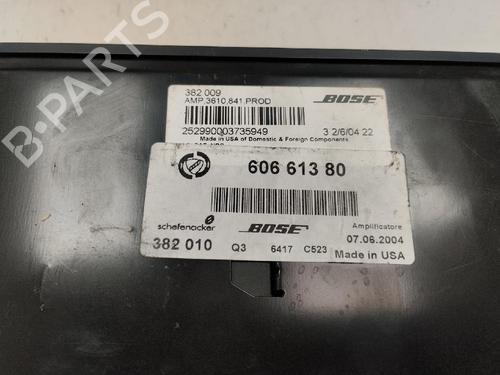 382 009
AMP,3610,841,PROD
BOSE
252990003735949
3 2/6/04 22
Made in USA of Domestic & Foreign Components
606 613 80
schefenacker
BOSE
Amplificatore
07.06.2004
382 010
Q3
6417
C523
Made in USA
B-PARTS